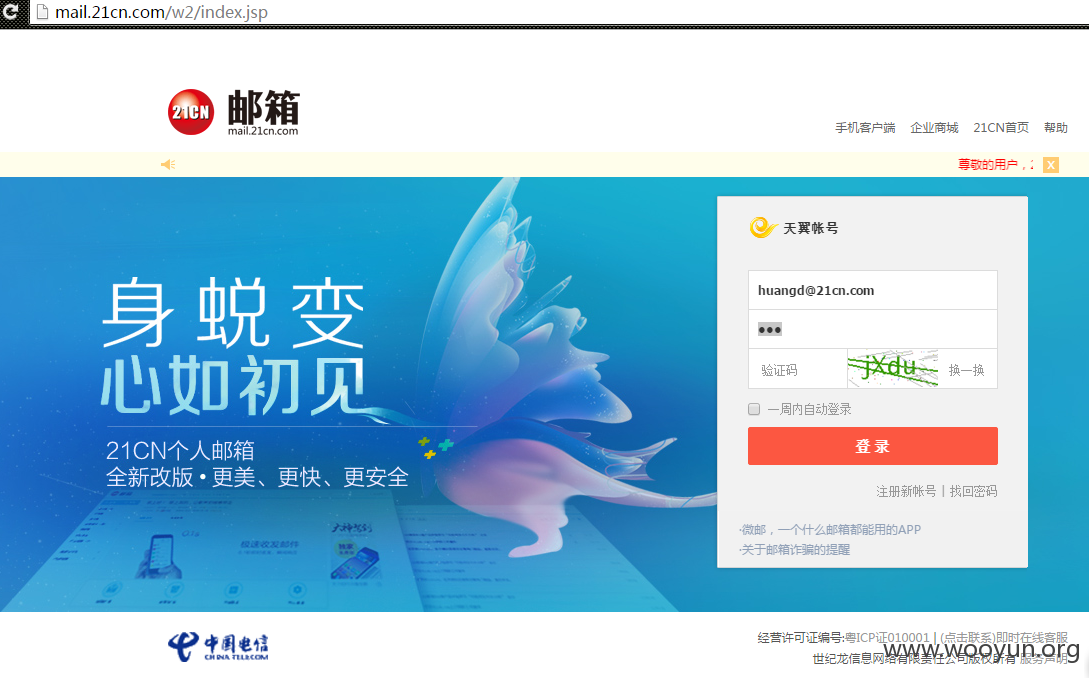 mail.21cn.com/w2/index.jsp
21CN 邮箱
mail.21cn.com
手机客户端 企业商城 21CN首页 帮助
尊敬的用户，
X
天翼帐号
身蜕变
心如初见
21CN个人邮箱
全新改版•更美、更快、更安全
huangd@21cn.com
●●●
验证码 jXdu 换一换
一周内自动登录
登录
注册新帐号 | 找回密码
·微邮，一个什么邮箱都能用的APP
·关于邮箱诈骗的提醒
极速收发邮件
中国电信
CHINA TELECOM
经营许可证编号:粤ICP证010001 | (点击联系)即时在线客服
世纪龙信息网络有限责任公司版权所有 服务声明
www.wooyun.org